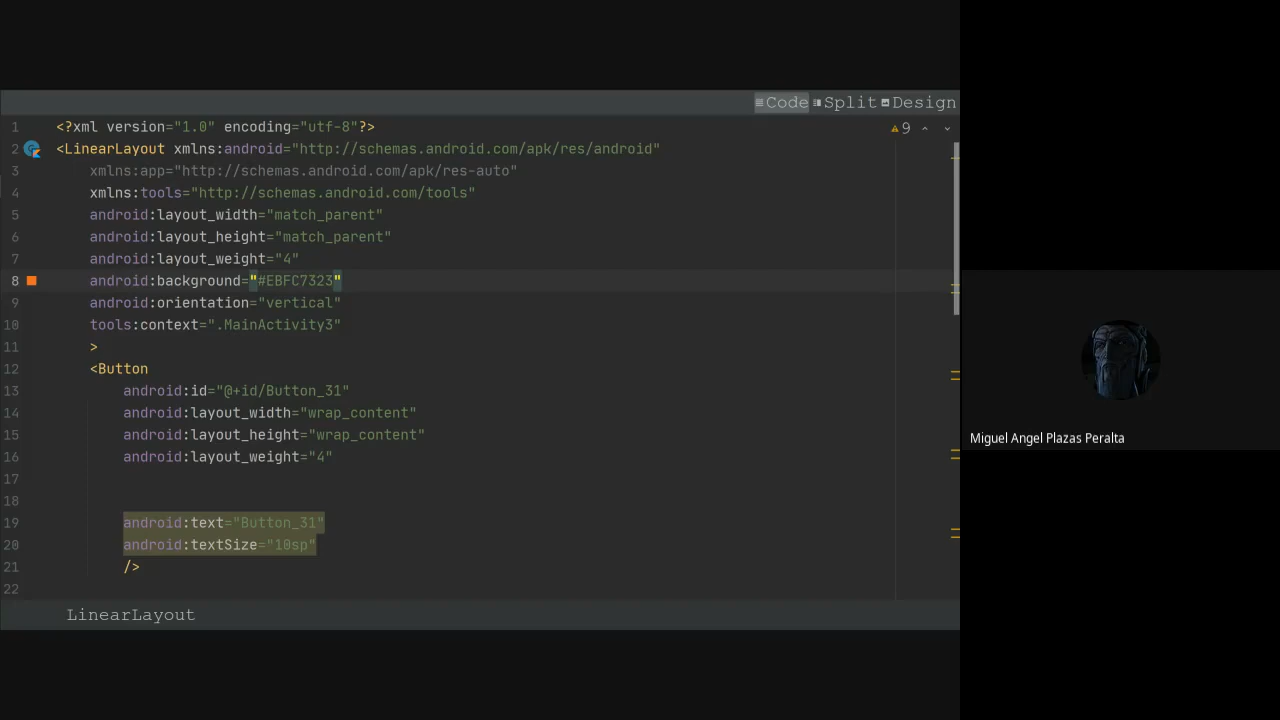 Code Split Design
1 <?xml version="1.0" encoding="utf-8"?>
9
2 <LinearLayout xmlns:android="http://schemas.android.com/apk/res/android"
3 xmlns:app="http://schemas.android.com/apk/res-auto"
4 xmlns:tools="http://schemas.android.com/tools"
5 android:layout_width="match_parent"
6 android:layout_height="match_parent"
7 android:layout_weight="4"
8 android:background="#EBFC7323"
9 android:orientation="vertical"
10 tools:context=".MainActivity3"
11 >
12 <Button
13 android:id="@+id/Button_31"
14 android:layout_width="wrap_content"
15 android:layout_height="wrap_content"
16 android:layout_weight="4"
17
18
19 android:text="Button_31"
20 android:textSize="10sp"
21 />
22
LinearLayout
Miguel Angel Plazas Peralta